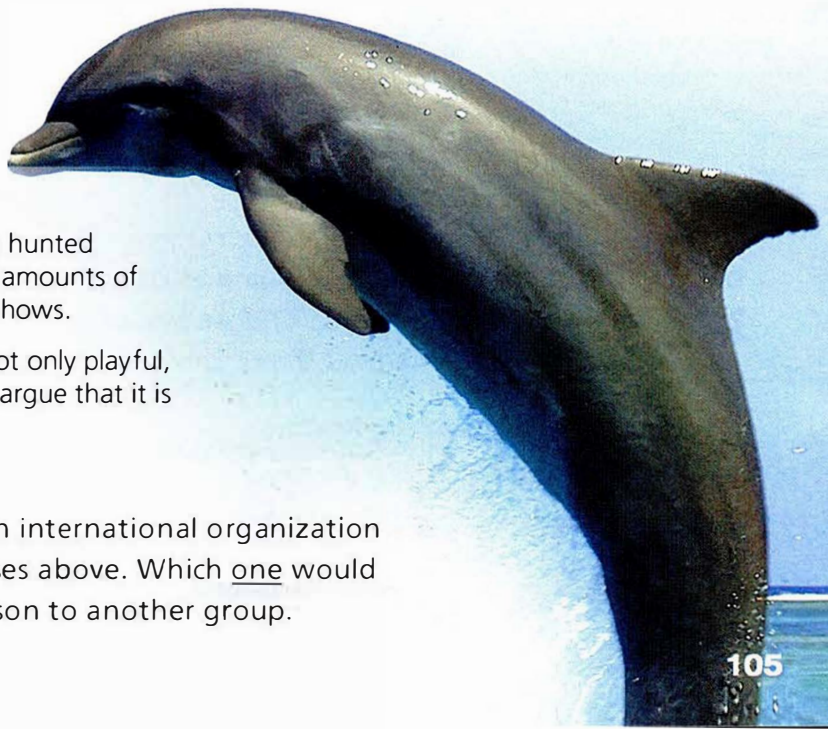 hunted
amounts of
hows.
ot only playful,
argue that it is
n international organization
es above. Which one would
son to another group.
105